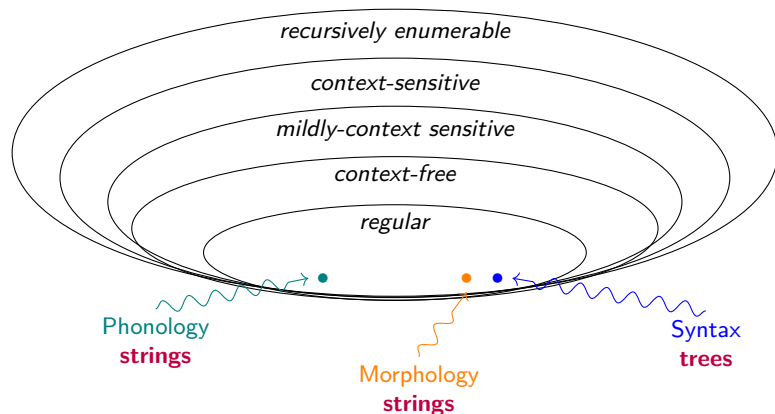 recursively enumerable
context-sensitive
mildly-context sensitive
context-free
regular
Phonology
strings
Morphology
strings
Syntax
trees